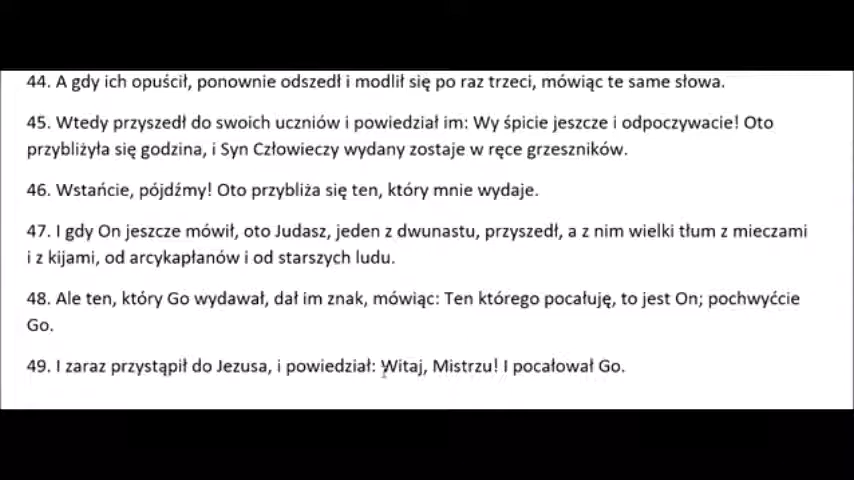 44. A gdy ich opuścił, ponownie odszedł i modlił się po raz trzeci, mówiąc te same słowa.
45. Wtedy przyszedł do swoich uczniów i powiedział im: Wy śpicie jeszcze i odpoczywacie! Oto
przybliżyła się godzina, i Syn Człowieczy wydany zostaje w ręce grzeszników.
46. Wstańcie, pójdźmy! Oto przybliża się ten, który mnie wydaje.
47. I gdy On jeszcze mówił, oto Judasz, jeden z dwunastu, przyszedł, a z nim wielki tłum z mieczami
i z kijami, od arcykapłanów i od starszych ludu.
48. Ale ten, który Go wydawał, dał im znak, mówiąc: Ten którego pocałuję, to jest On; pochwyćcie
Go.
49. I zaraz przystąpił do Jezusa, i powiedział: Witaj, Mistrzu! I pocałował Go.